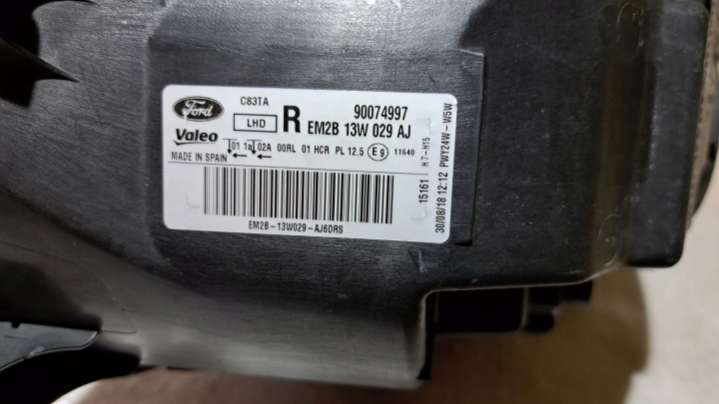 Ford
C83TA
90074997
LHD R EM2B 13W 029 AJ
Valeo
01 1a 02A 00RL 01 HCR PL 12.5 E9 11640
MADE IN SPAIN
EM2B-13W029-AJ6DRS
15161 H7-H15
30/08/18 12:12 PWY24W-W5W